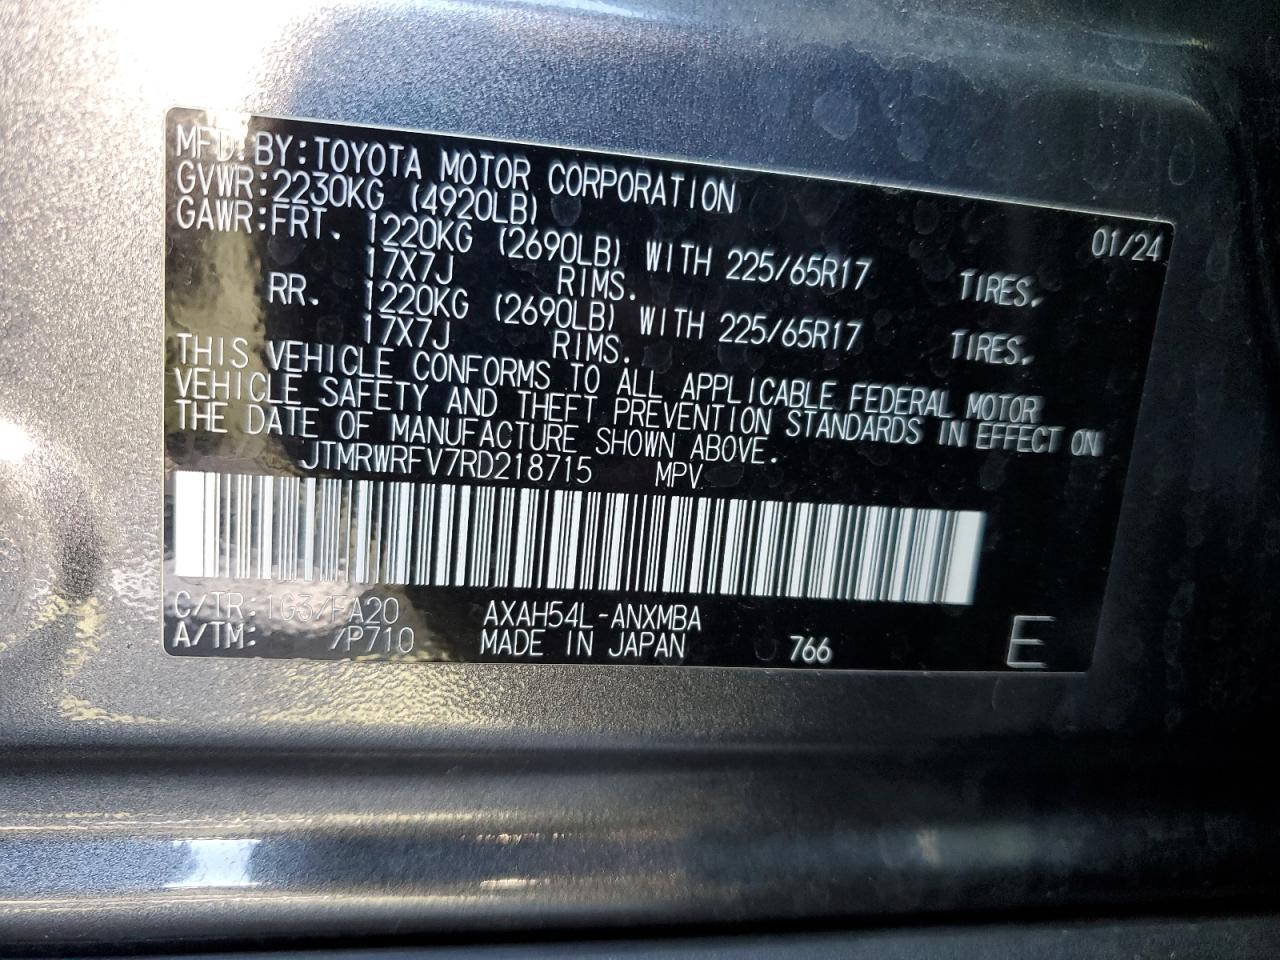 MFD.BY:TOYOTA MOTOR CORPORATION 01/24
GVWR:2230KG (4920LB)
GAWR:FRT. 1220KG (2690LB) WITH 225/65R17 TIRES,
17X7J RIMS.
RR. 1220KG (2690LB) WITH 225/65R17 TIRES,
17X7J RIMS.
THIS VEHICLE CONFORMS TO ALL APPLICABLE FEDERAL MOTOR
VEHICLE SAFETY AND THEFT PREVENTION STANDARDS IN EFFECT ON
THE DATE OF MANUFACTURE SHOWN ABOVE.
JTMRWRFV7RD218715 MPV
C/TR:1G3/FA20 AXAH54L-ANXMBA
A/TM: /P710 MADE IN JAPAN 766 E